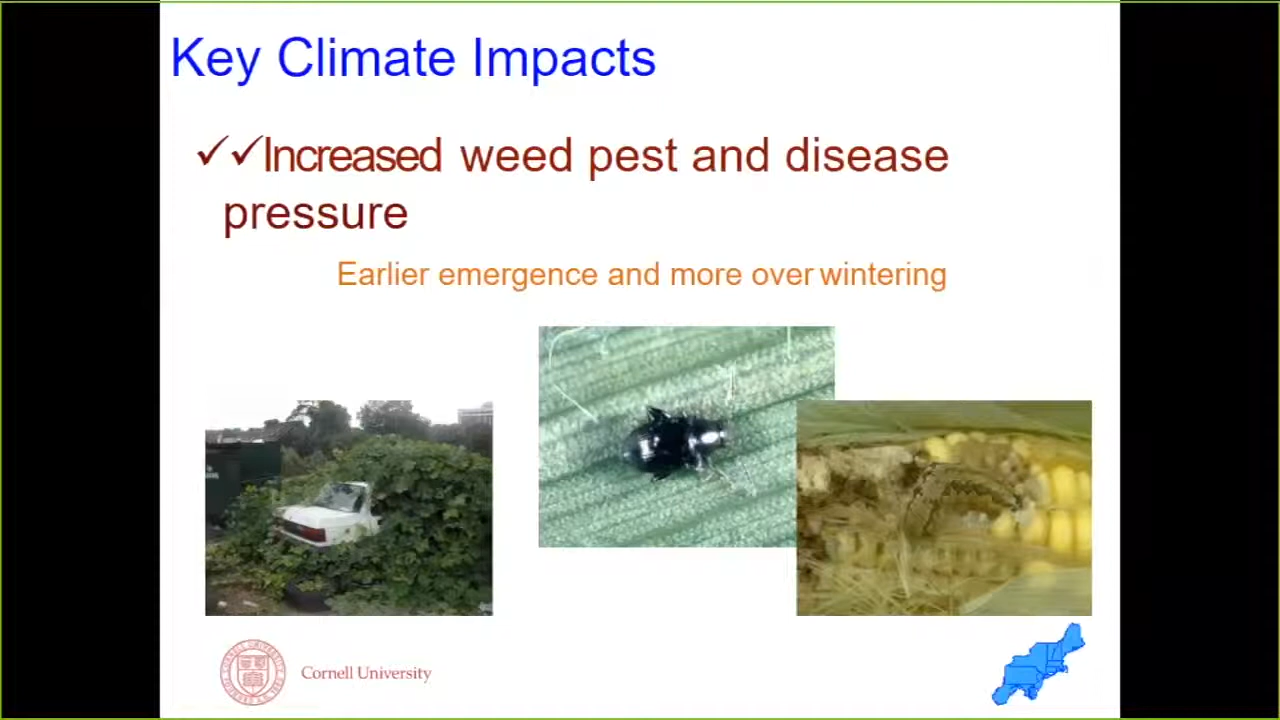 Key Climate Impacts
✓✓Increased weed pest and disease
pressure
Earlier emergence and more over wintering
Cornell University